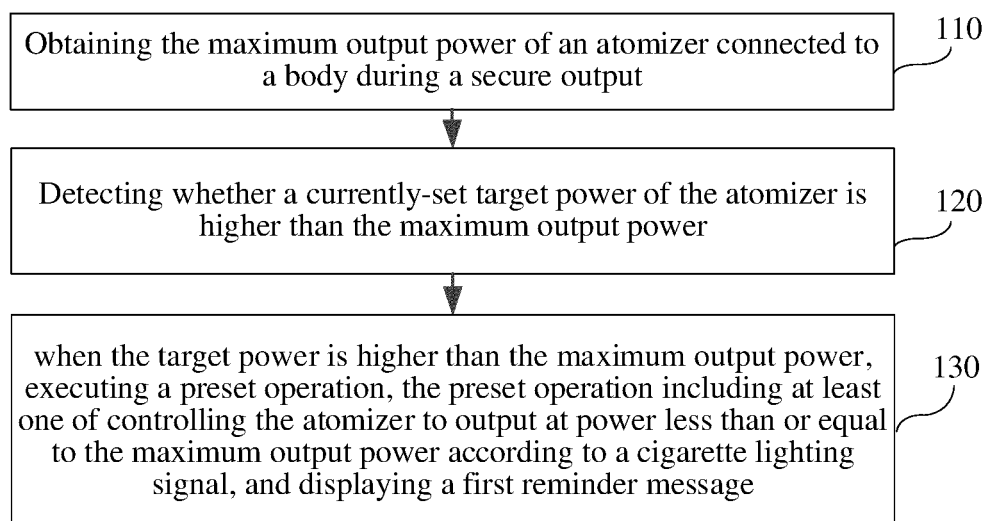 Obtaining the maximum output power of an atomizer connected to
a body during a secure output
110
Detecting whether a currently-set target power of the atomizer is
higher than the maximum output power
120
when the target power is higher than the maximum output power,
executing a preset operation, the preset operation including at least
one of controlling the atomizer to output at power less than or equal
to the maximum output power according to a cigarette lighting
signal, and displaying a first reminder message
130